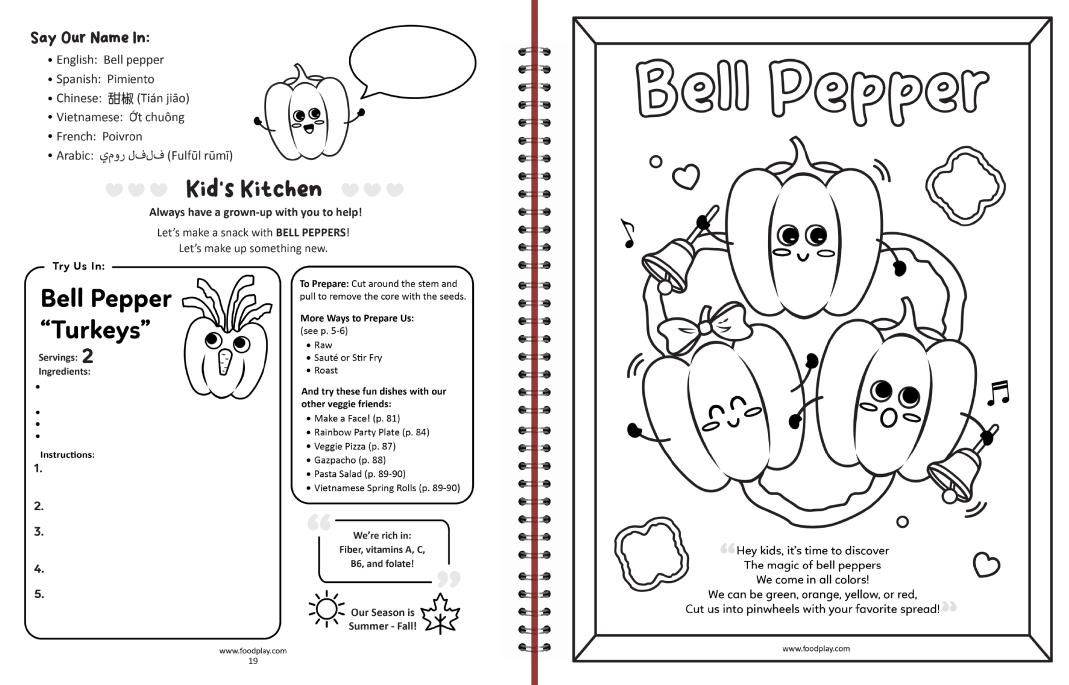 Say Our Name In:
• English: Bell pepper
• Spanish: Pimiento
• Chinese: 甜椒 (Tián jiāo)
• Vietnamese: Ớt chuông
• French: Poivron
• Arabic: فلفل رومي (Fulfūl rūmī)
Kid's Kitchen
Always have a grown-up with you to help!
Let's make a snack with BELL PEPPERS!
Let's make up something new.
Try Us In:
Bell Pepper
“Turkeys”
Servings: 2
Ingredients:
•
•
•
•
Instructions:
1.
2.
3.
4.
5.
To Prepare: Cut around the stem and
pull to remove the core with the seeds.
More Ways to Prepare Us:
(see p. 5-6)
• Raw
• Sauté or Stir Fry
• Roast
And try these fun dishes with our
other veggie friends:
• Make a Face! (p. 81)
• Rainbow Party Plate (p. 84)
• Veggie Pizza (p. 87)
• Gazpacho (p. 88)
• Pasta Salad (p. 89-90)
• Vietnamese Spring Rolls (p. 89-90)
“
We're rich in:
Fiber, vitamins A, C,
B6, and folate!
”
Our Season is
Summer - Fall!
www.foodplay.com
19
Bell Pepper
“Hey kids, it's time to discover
The magic of bell peppers
We come in all colors!
We can be green, orange, yellow, or red,
Cut us into pinwheels with your favorite spread!”
www.foodplay.com